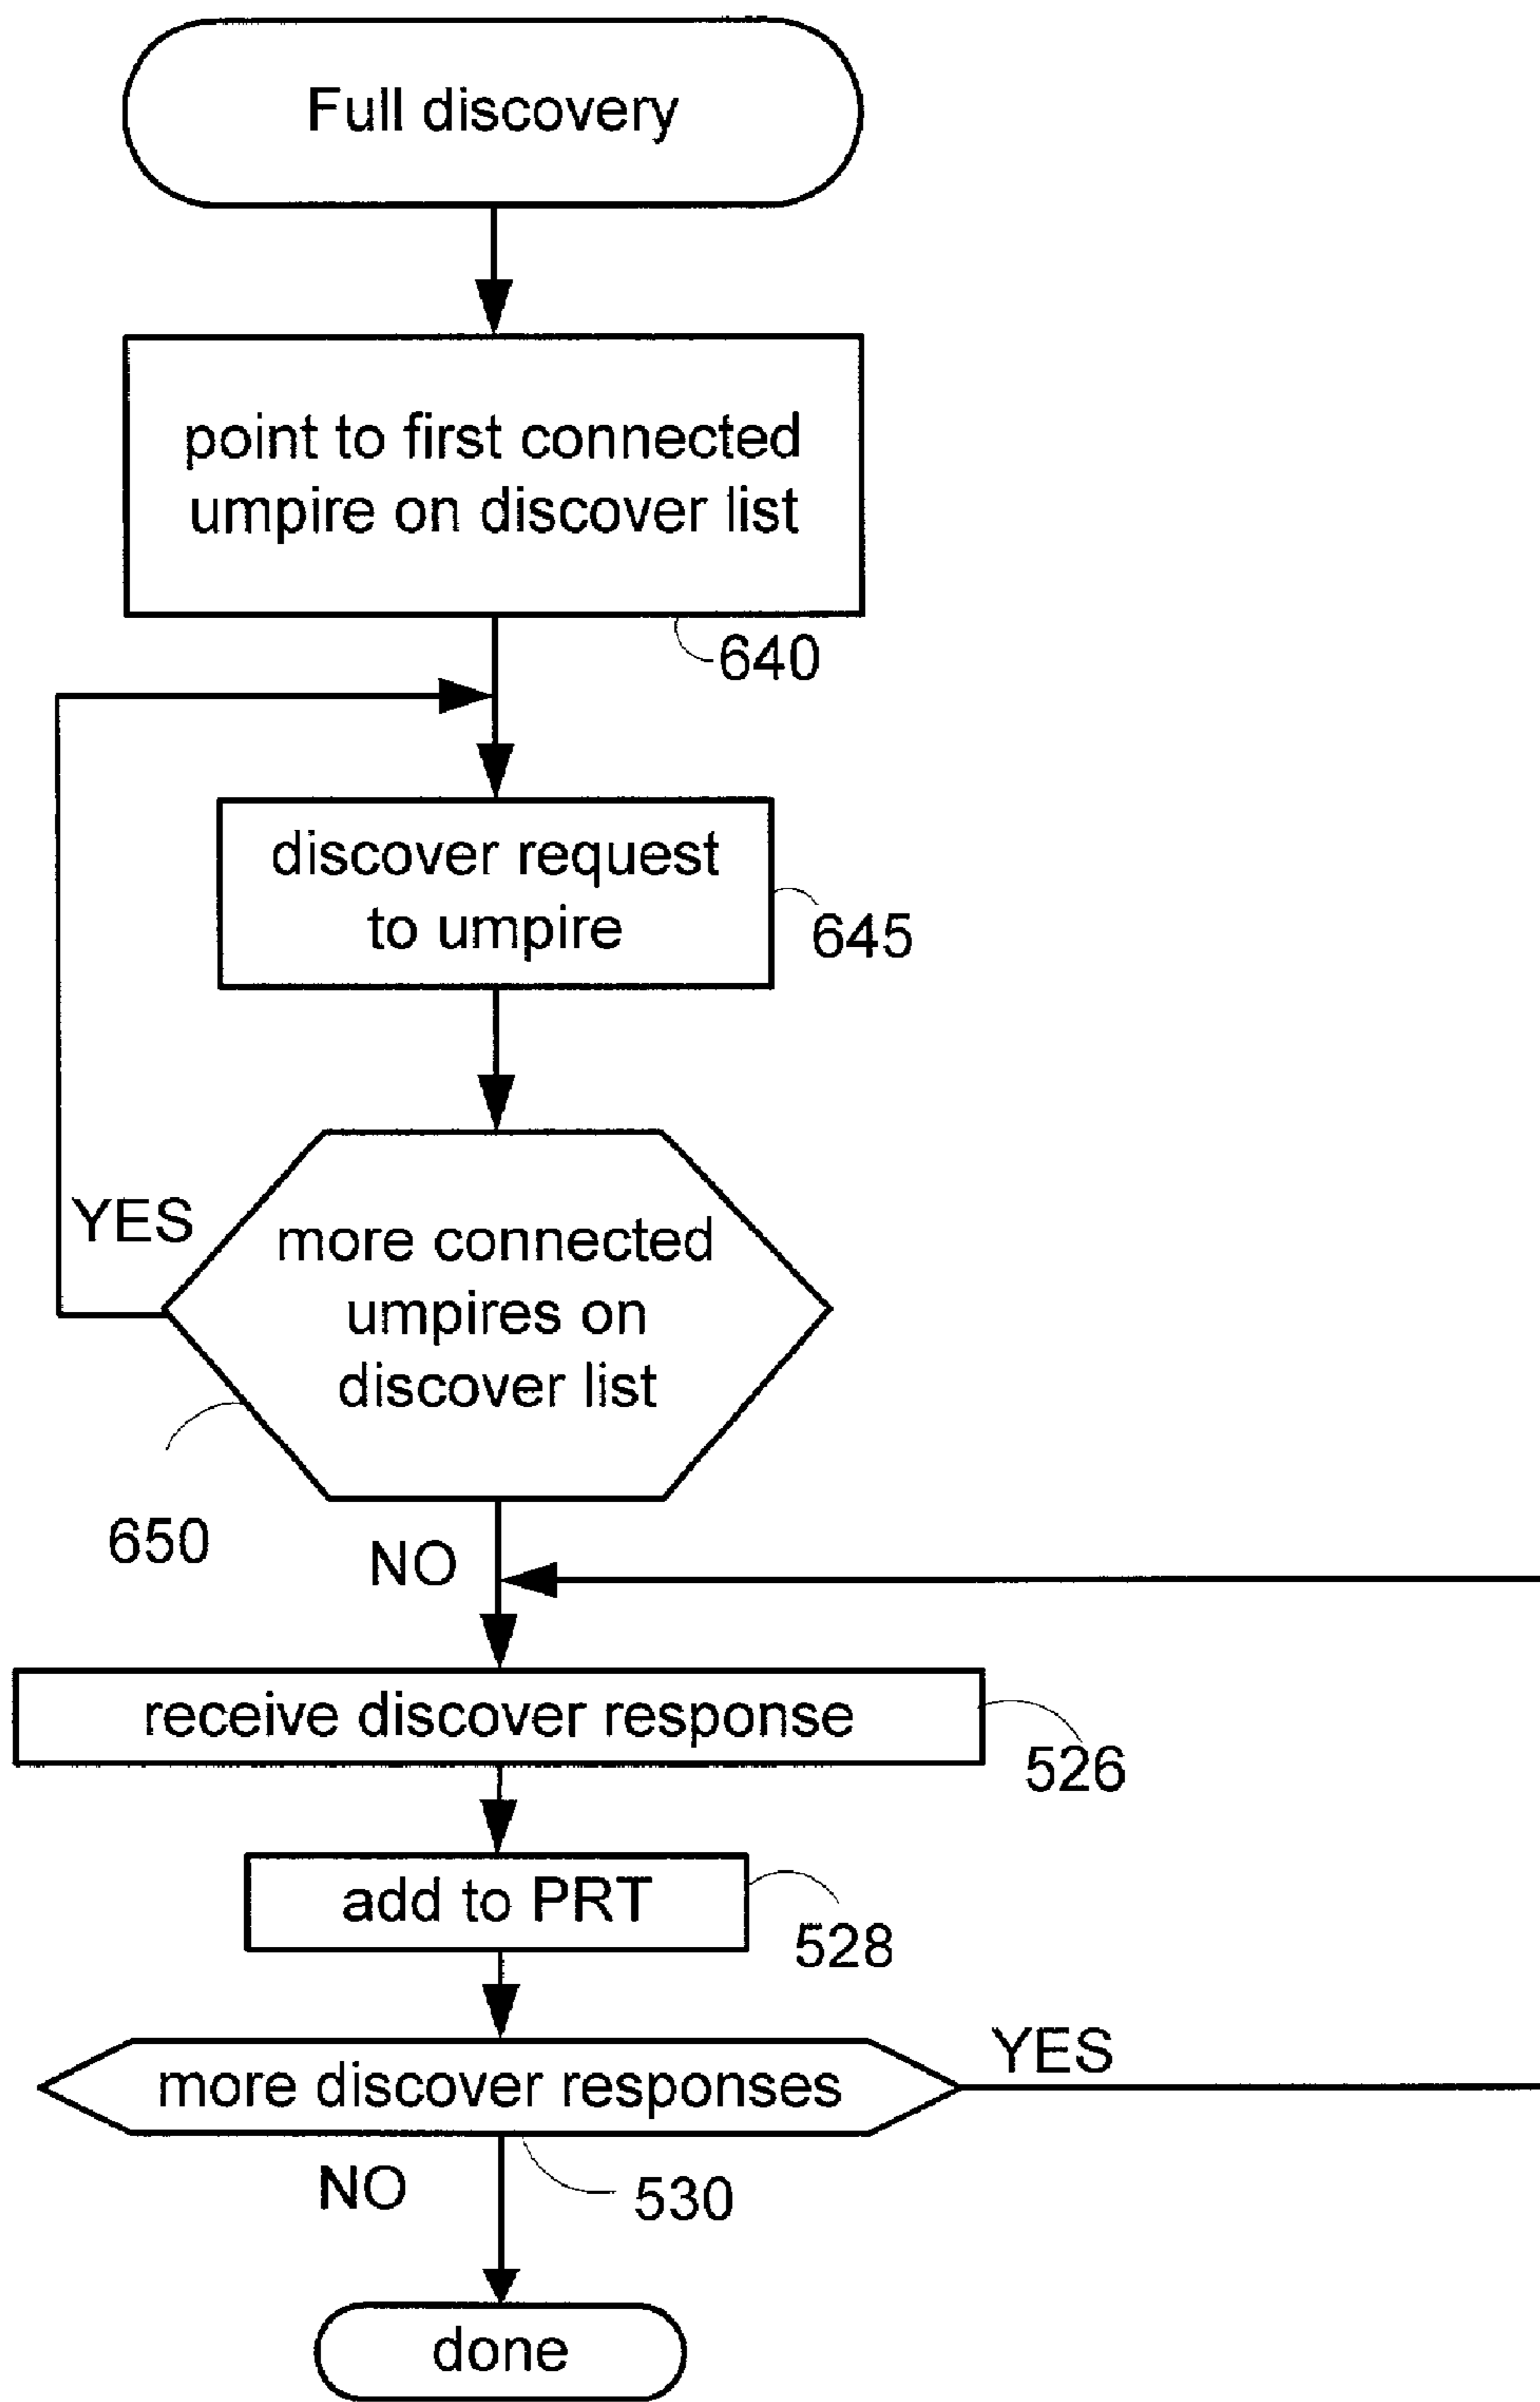 Full discovery
point to first connected
umpire on discover list
640
discover request
to umpire
645
YES
more connected
umpires on
discover list
650
NO
receive discover response
526
add to PRT
528
more discover responses
YES
NO
530
done